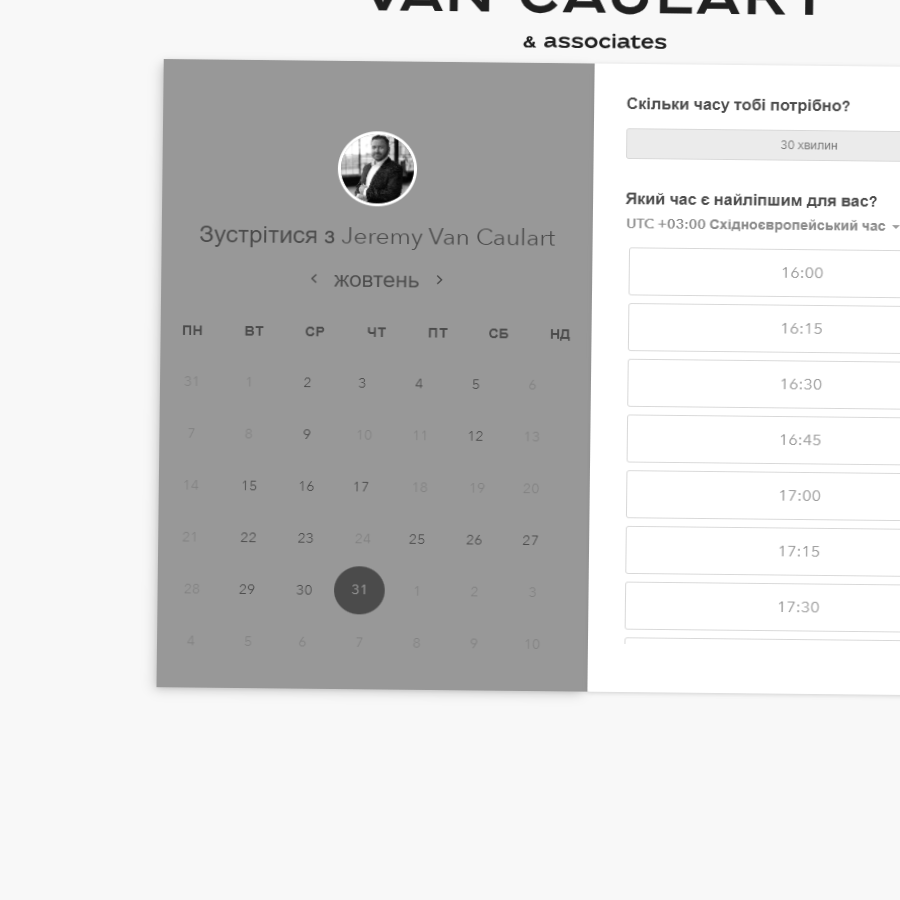 VAN CAULART
& associates
Зустрітися з Jeremy Van Caulart
жовтень
ПН ВТ СР ЧТ ПТ СБ НД
31 1 2 3 4 5 6
7 8 9 10 11 12 13
14 15 16 17 18 19 20
21 22 23 24 25 26 27
28 29 30 31 1 2 3
4 5 6 7 8 9 10
Скільки часу тобі потрібно?
30 хвилин
Який час є найліпшим для вас?
UTC +03:00 Східноєвропейський час
16:00
16:15
16:30
16:45
17:00
17:15
17:30